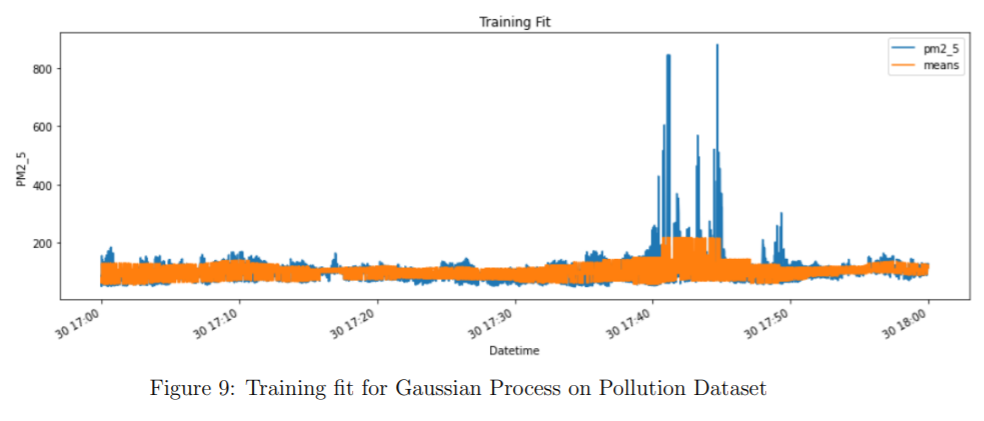 Training Fit
pm2_5
means
800
600
400
200
PM2_5
30 17:00
30 17:10
30 17:20
30 17:30
30 17:40
30 17:50
30 18:00
Datetime
Figure 9: Training fit for Gaussian Process on Pollution Dataset